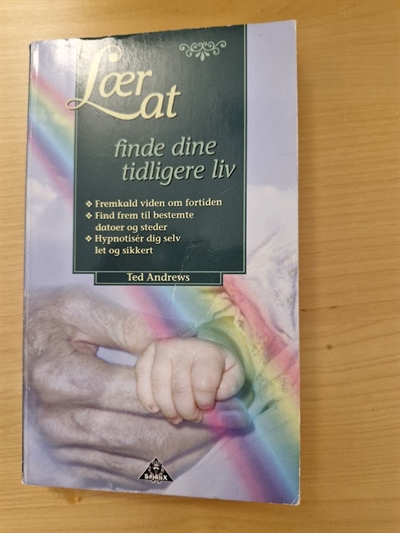 Lær at
finde dine
tidligere liv
❖ Fremkald viden om fortiden
❖ Find frem til bestemte
datoer og steder
❖ Hypnotisér dig selv
let og sikkert
Ted Andrews
SphinX